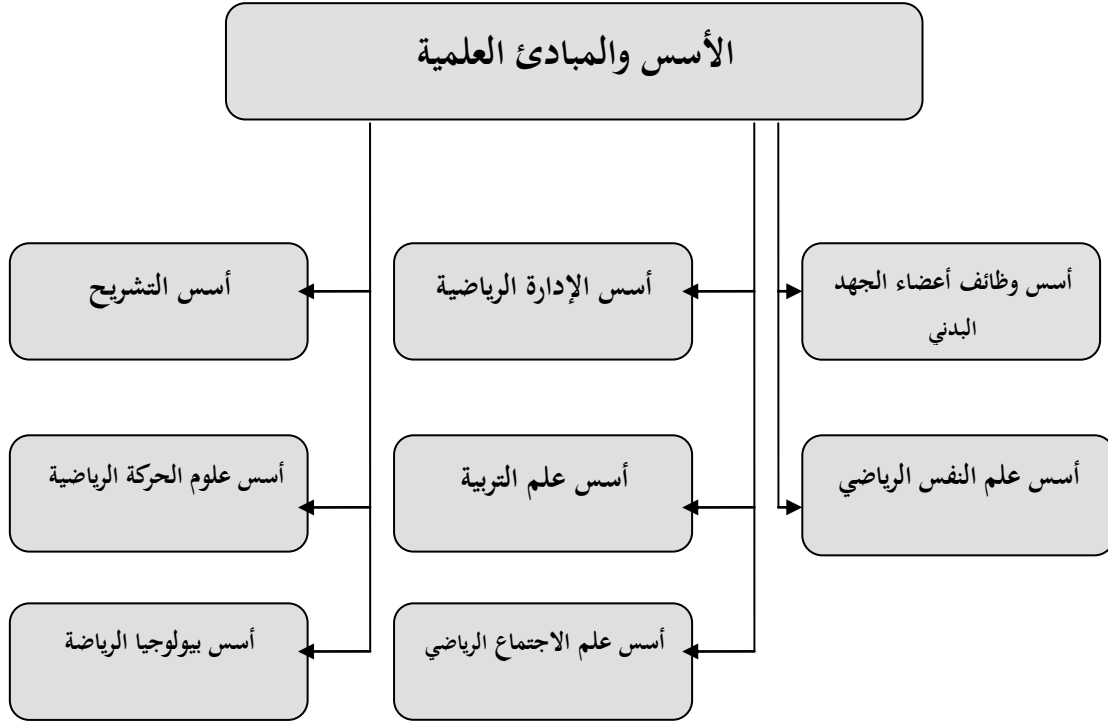 الأسس والمبادئ العلمية
أسس وظائف أعضاء الجهد
البدني
أسس الإدارة الرياضية
أسس التشريح
أسس علم النفس الرياضي
أسس علم التربية
أسس علوم الحركة الرياضية
أسس علم الاجتماع الرياضي
أسس بيولوجيا الرياضة